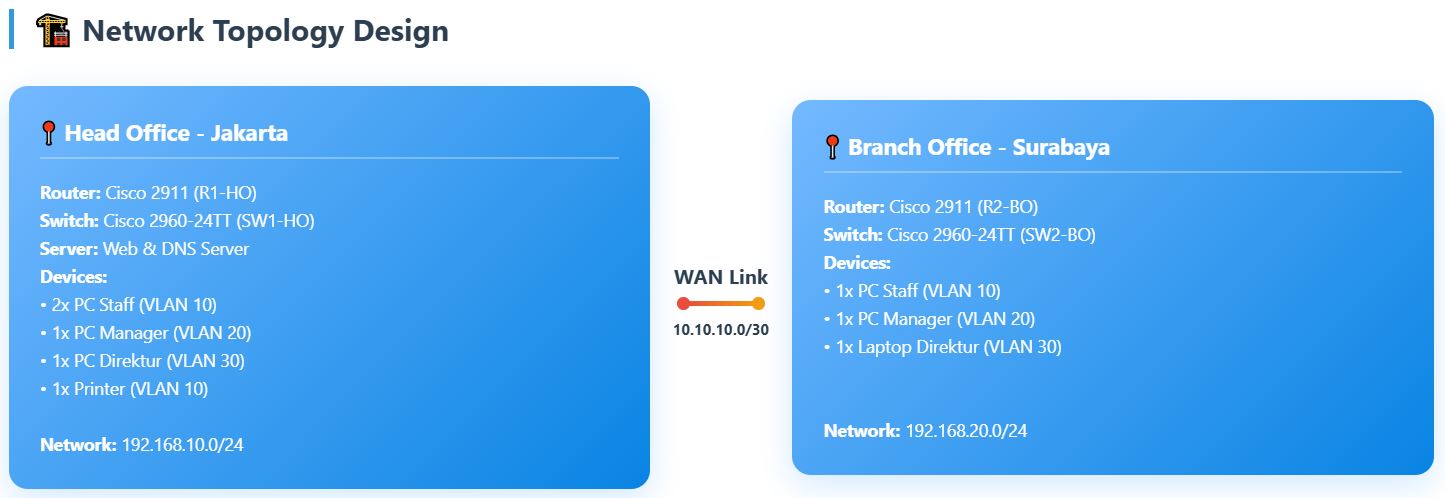 Network Topology Design
Head Office - Jakarta
Router: Cisco 2911 (R1-HO)
Switch: Cisco 2960-24TT (SW1-HO)
Server: Web & DNS Server
Devices:
• 2x PC Staff (VLAN 10)
• 1x PC Manager (VLAN 20)
• 1x PC Direktur (VLAN 30)
• 1x Printer (VLAN 10)
Network: 192.168.10.0/24
WAN Link
10.10.10.0/30
Branch Office - Surabaya
Router: Cisco 2911 (R2-BO)
Switch: Cisco 2960-24TT (SW2-BO)
Devices:
• 1x PC Staff (VLAN 10)
• 1x PC Manager (VLAN 20)
• 1x Laptop Direktur (VLAN 30)
Network: 192.168.20.0/24